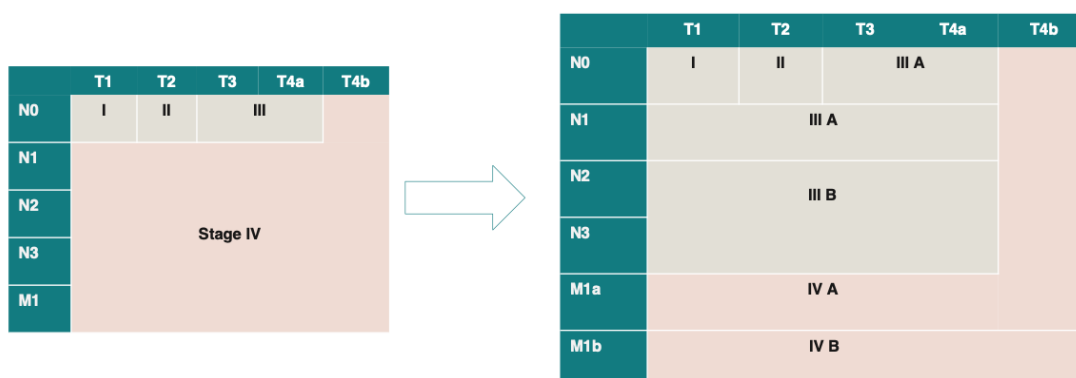 T1 T2 T3 T4a T4b
N0 I II III
N1
N2
Stage IV
N3
M1
T1 T2 T3 T4a T4b
N0 I II III A
N1 III A
N2
III B
N3
M1a IV A
M1b IV B